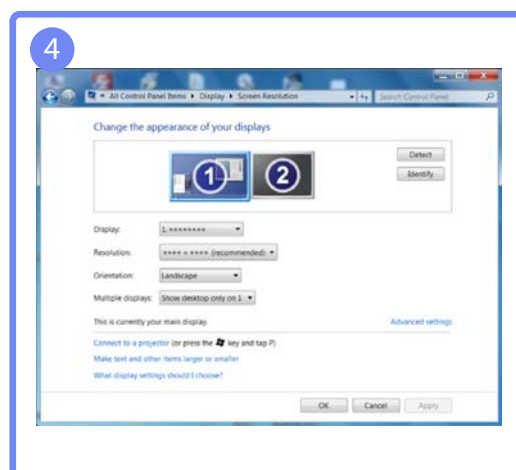 4
All Control Panel Items ▸ Display ▸ Screen Resolution
Search Control Panel
Change the appearance of your displays
1
2
Detect
Identify
Display: 1. ********
Resolution: **** × **** (recommended)
Orientation: Landscape
Multiple displays: Show desktop only on 1
This is currently your main display.
Advanced settings
Connect to a projector (or press the key and tap P)
Make text and other items larger or smaller
What display settings should I choose?
OK
Cancel
Apply